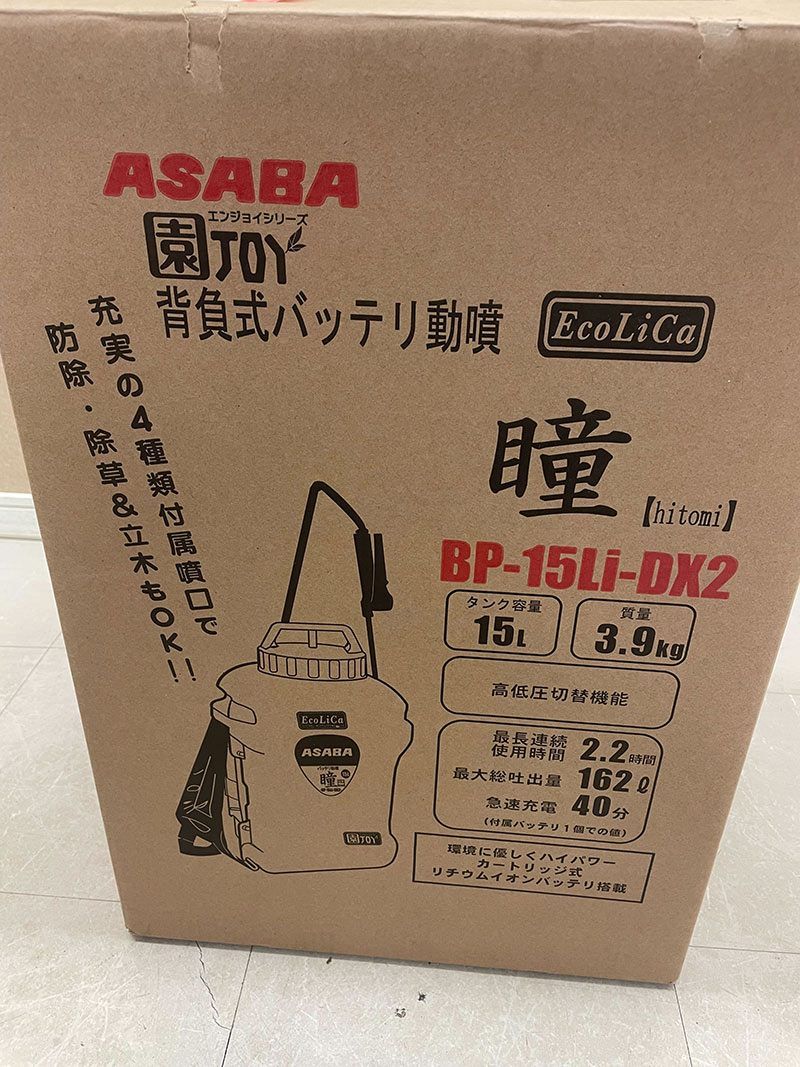 ASABA
エンジョイシリーズ
園JOY
背負式バッテリ動噴
EcoLiCa
充実の4種類付属噴口で
防除・除草&立木もOK!!
瞳
【hitomi】
BP-15Li-DX2
タンク容量
15L
質量
3.9kg
高低圧切替機能
最長連続
使用時間 2.2時間
最大総吐出量 162ℓ
急速充電 40分
(付属バッテリ1個での値)
環境に優しくハイパワー
カートリッジ式
リチウムイオンバッテリ搭載
EcoLiCa
ASABA
瞳
園JOY